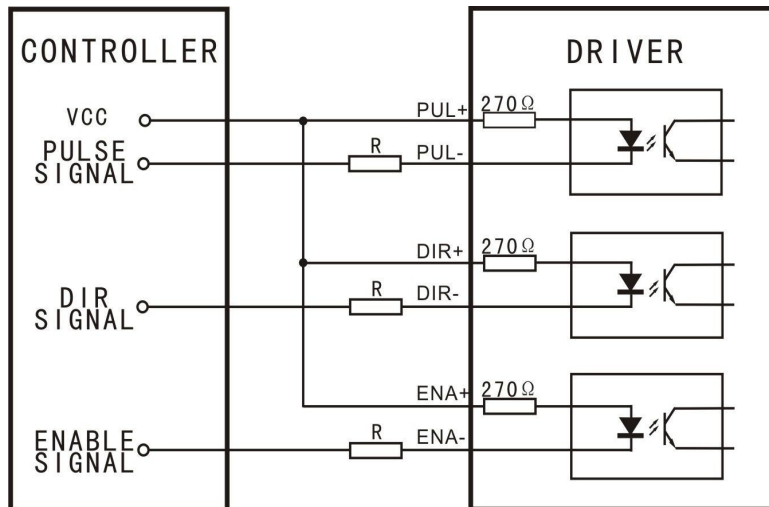 CONTROLLER
DRIVER
VCC
PUL+
270Ω
PULSE
SIGNAL
R
PUL-
DIR+
270Ω
DIR
SIGNAL
R
DIR-
ENA+
270Ω
ENABLE
SIGNAL
R
ENA-